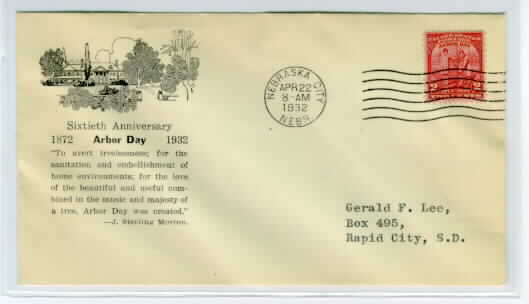 Sixtieth Anniversary
1872 Arbor Day 1932
"To avert treelessness; for the
sanitation and embellishment of
home environments; for the love
of the beautiful and useful com-
bined in the music and majesty of
a tree, Arbor Day was created."
—J. Sterling Morton.
NEBRASKA CITY
APR 22
8-AM
1932
NEBR.
2 2
Gerald F. Lee,
Box 495,
Rapid City, S.D.